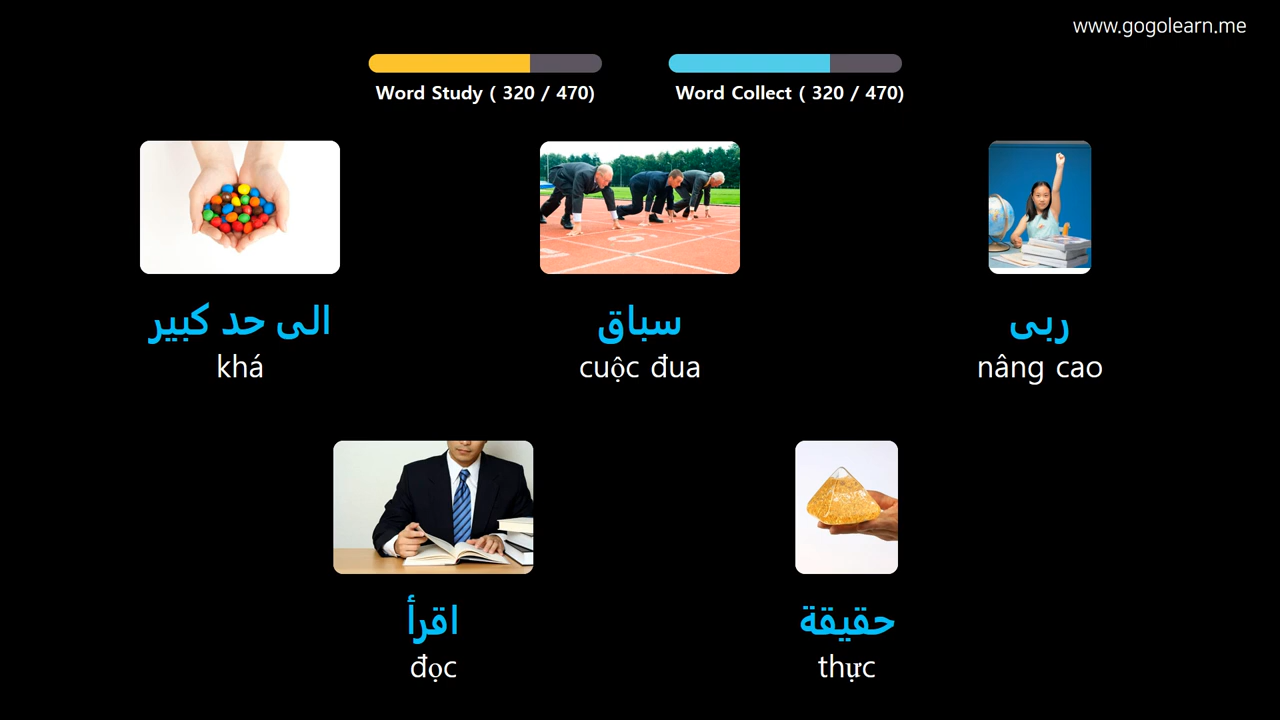 www.gogolearn.me
Word Study ( 320 / 470)
Word Collect ( 320 / 470)
الى حد كبير
khá
سباق
cuộc đua
ربى
nâng cao
اقرأ
đọc
حقيقة
thực